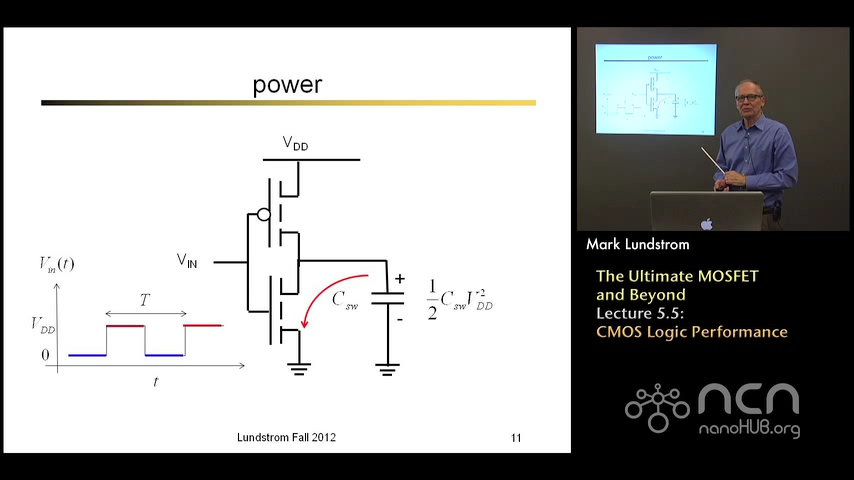 power
V_DD
V_IN
V_in(t)
T
V_DD
0
t
C_sw
+
-
1/2 C_sw V_DD^2
Lundstrom Fall 2012
11
power
Mark Lundstrom
The Ultimate MOSFET
and Beyond
Lecture 5.5:
CMOS Logic Performance
ncn
nanoHUB.org